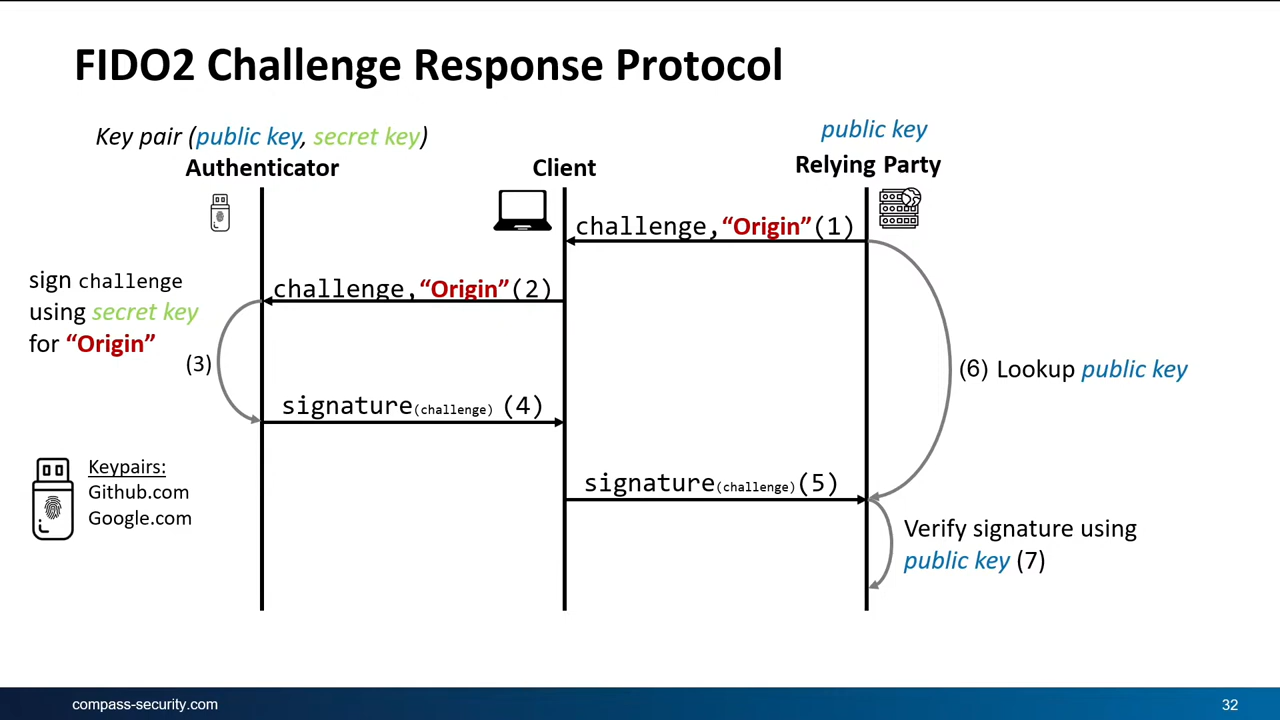 FIDO2 Challenge Response Protocol
Key pair (public key, secret key)
public key
Authenticator
Client
Relying Party
challenge,“Origin”(1)
challenge,“Origin”(2)
sign challenge
using secret key
for “Origin”
(3)
(6) Lookup public key
signature(challenge) (4)
Keypairs:
Github.com
Google.com
signature(challenge)(5)
Verify signature using
public key (7)
compass-security.com
32